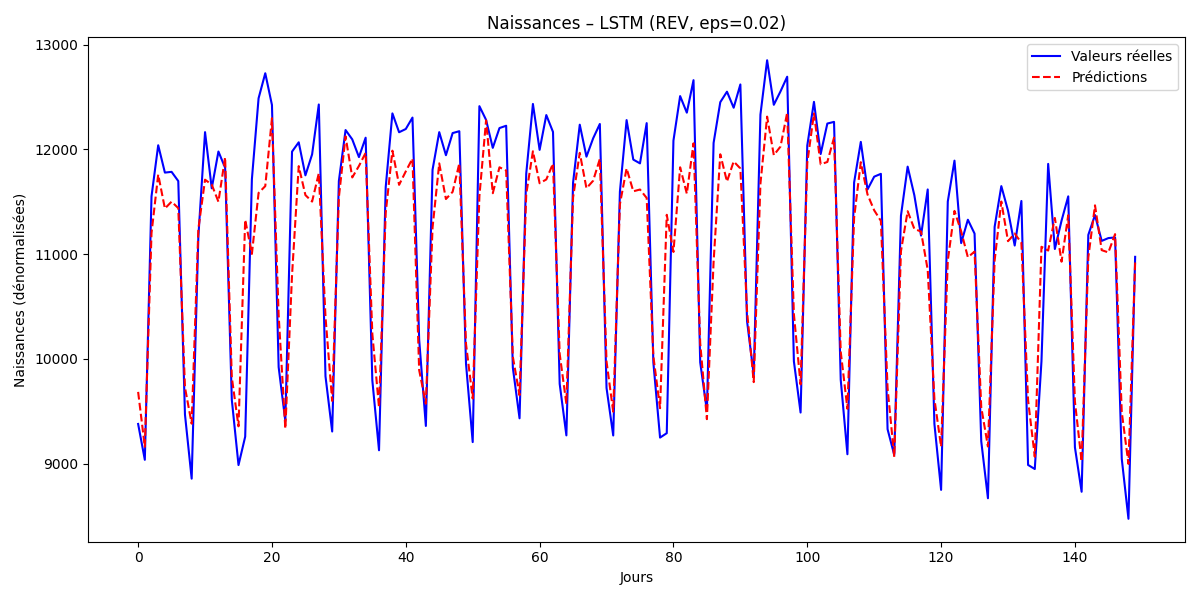 Naissances – LSTM (REV, eps=0.02)
Valeurs réelles
Prédictions
Naissances (dénormalisées)
13000
12000
11000
10000
9000
0 20 40 60 80 100 120 140
Jours